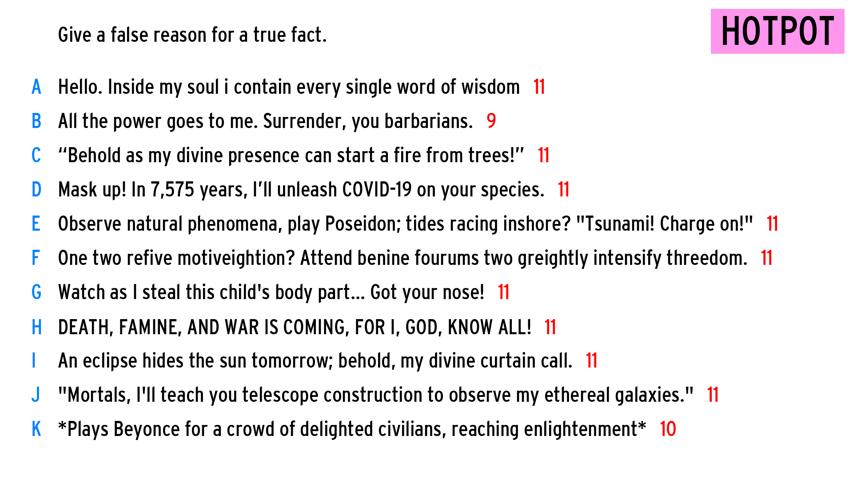 Give a false reason for a true fact.
HOTPOT
A Hello. Inside my soul i contain every single word of wisdom 11
B All the power goes to me. Surrender, you barbarians. 9
C “Behold as my divine presence can start a fire from trees!” 11
D Mask up! In 7,575 years, I’ll unleash COVID-19 on your species. 11
E Observe natural phenomena, play Poseidon; tides racing inshore? "Tsunami! Charge on!" 11
F One two refive motiveightion? Attend benine fourums two greightly intensify threedom. 11
G Watch as I steal this child's body part... Got your nose! 11
H DEATH, FAMINE, AND WAR IS COMING, FOR I, GOD, KNOW ALL! 11
I An eclipse hides the sun tomorrow; behold, my divine curtain call. 11
J "Mortals, I'll teach you telescope construction to observe my ethereal galaxies." 11
K *Plays Beyonce for a crowd of delighted civilians, reaching enlightenment* 10